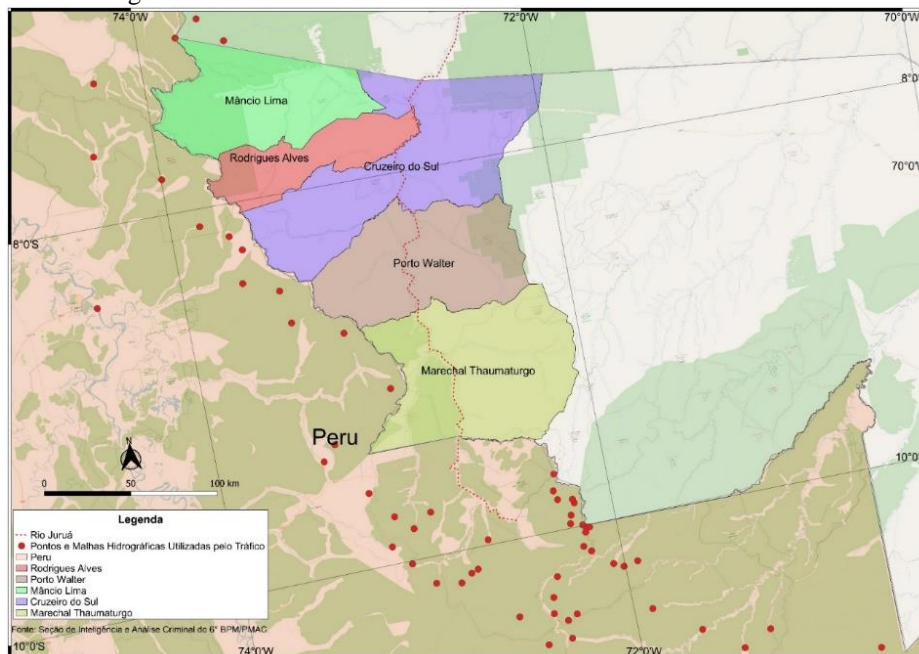 74°0'W
72°0'W
70°0'W
8°0'S
Mâncio Lima
Rodrigues Alves
Cruzeiro do Sul
70°0'W
8°0'S
Porto Walter
Marechal Thaumaturgo
Peru
10°0'S
0 50 100 km
Legenda
Rio Juruá
Pontos e Malhas Hidrográficas Utilizadas pelo Tráfico
Peru
Rodrigues Alves
Porto Walter
Mâncio Lima
Cruzeiro do Sul
Marechal Thaumaturgo
Fonte: Seção de Inteligência e Análise Criminal do 6° BPM/PMAC
10°0'S
74°0'W
72°0'W